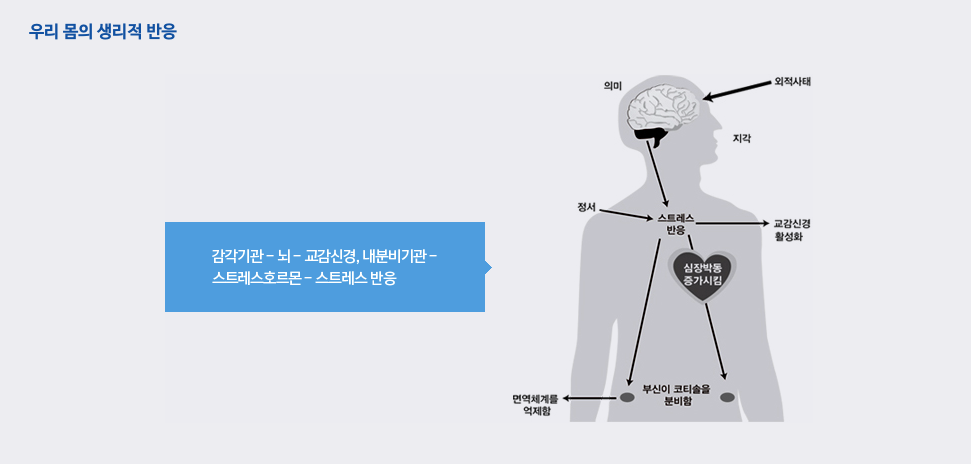 우리 몸의 생리적 반응
의미
외적사태
지각
정서
스트레스
반응
교감신경
활성화
감각기관 – 뇌 – 교감신경, 내분비기관 –
스트레스호르몬 – 스트레스 반응
심장박동
증가시킴
부신이 코티솔을
분비함
면역체계를
억제함